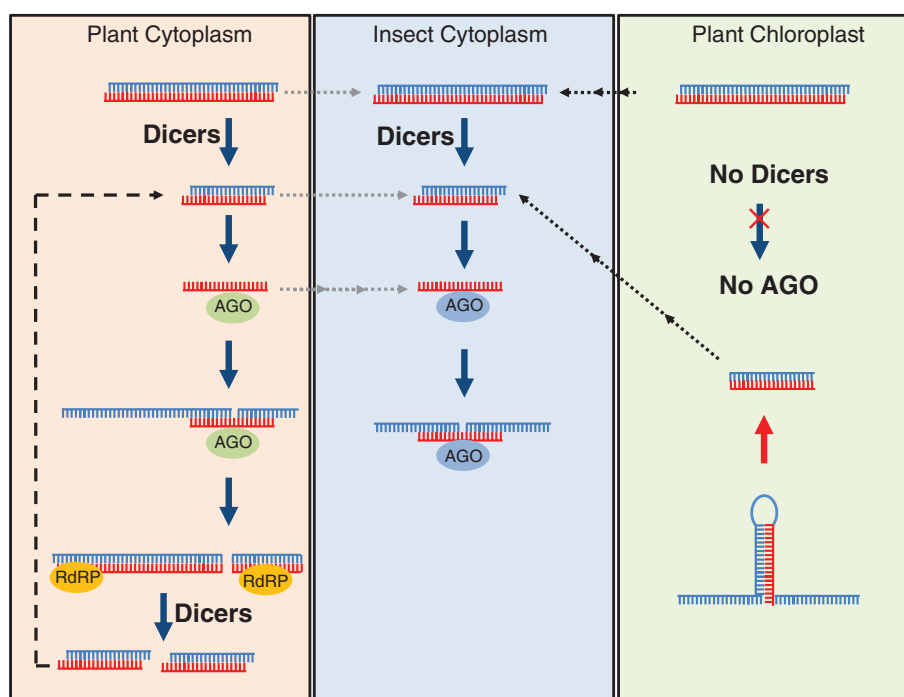 Plant Cytoplasm
Dicers
AGO
AGO
RdRP
RdRP
Dicers
Insect Cytoplasm
Dicers
AGO
AGO
Plant Chloroplast
No Dicers
No AGO